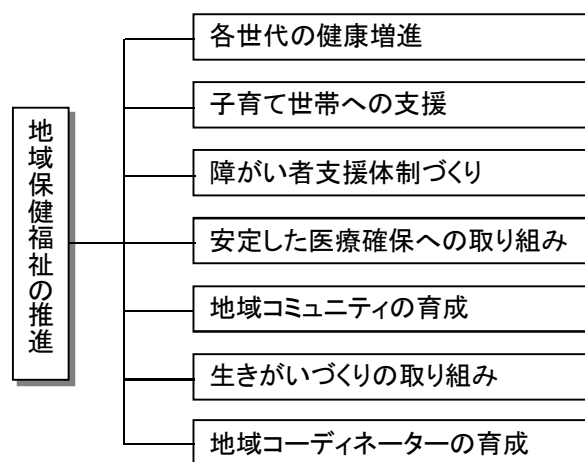 地域保健福祉の推進
各世代の健康増進
子育て世帯への支援
障がい者支援体制づくり
安定した医療確保への取り組み
地域コミュニティの育成
生きがいづくりの取り組み
地域コーディネーターの育成